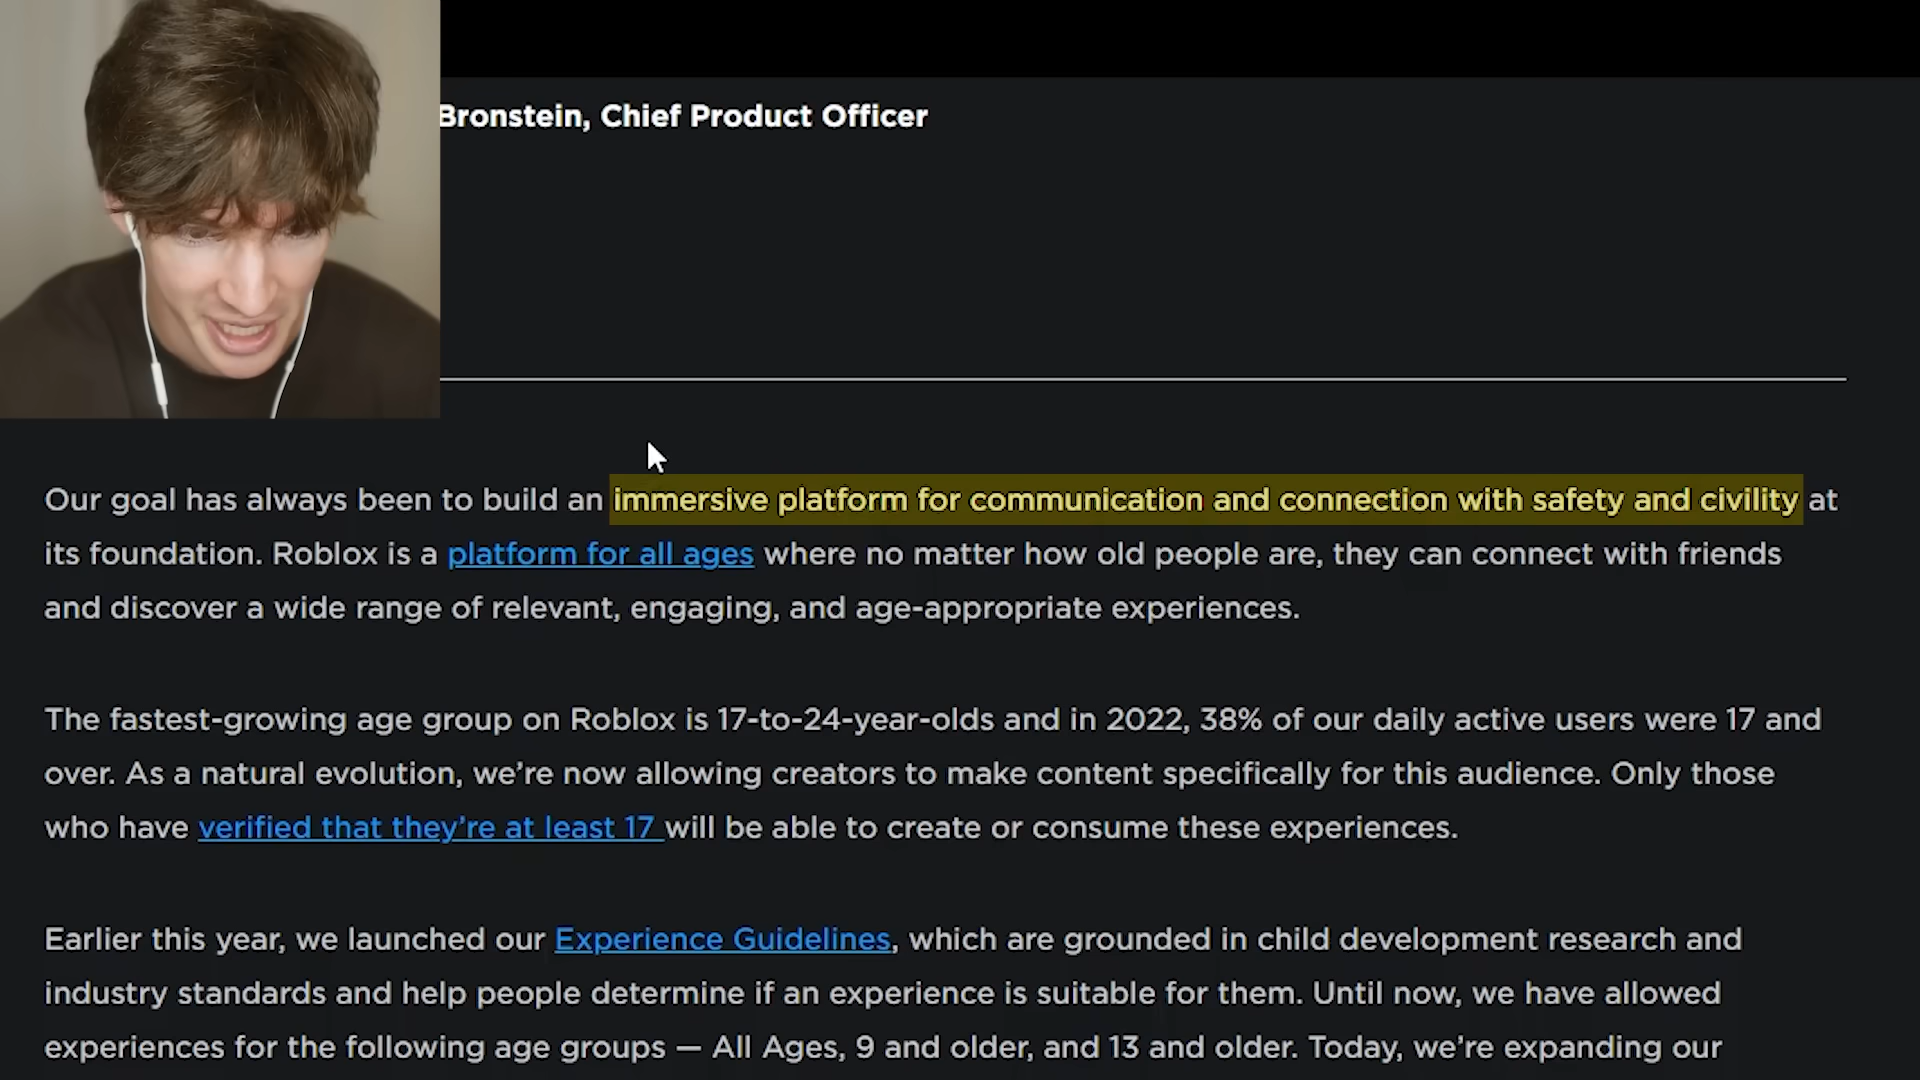 Bronstein, Chief Product Officer
Our goal has always been to build an immersive platform for communication and connection with safety and civility at
its foundation. Roblox is a platform for all ages where no matter how old people are, they can connect with friends
and discover a wide range of relevant, engaging, and age-appropriate experiences.
The fastest-growing age group on Roblox is 17-to-24-year-olds and in 2022, 38% of our daily active users were 17 and
over. As a natural evolution, we’re now allowing creators to make content specifically for this audience. Only those
who have verified that they’re at least 17 will be able to create or consume these experiences.
Earlier this year, we launched our Experience Guidelines, which are grounded in child development research and
industry standards and help people determine if an experience is suitable for them. Until now, we have allowed
experiences for the following age groups — All Ages, 9 and older, and 13 and older. Today, we’re expanding our